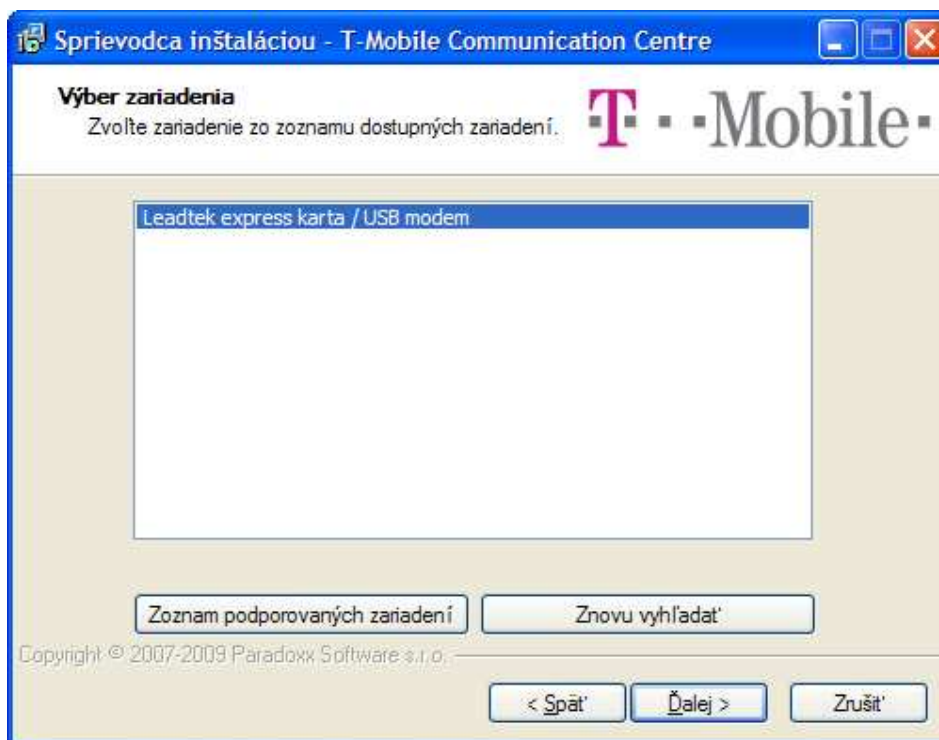 Sprievodca inštaláciou - T-Mobile Communication Centre
Výber zariadenia
Zvoľte zariadenie zo zoznamu dostupných zariadení.
T · · Mobile ·
Leadtek express karta / USB modem
Zoznam podporovaných zariadení
Znovu vyhľadať
Copyright © 2007-2009 Paradoxx Software s.r.o.
< Späť
Ďalej >
Zrušiť